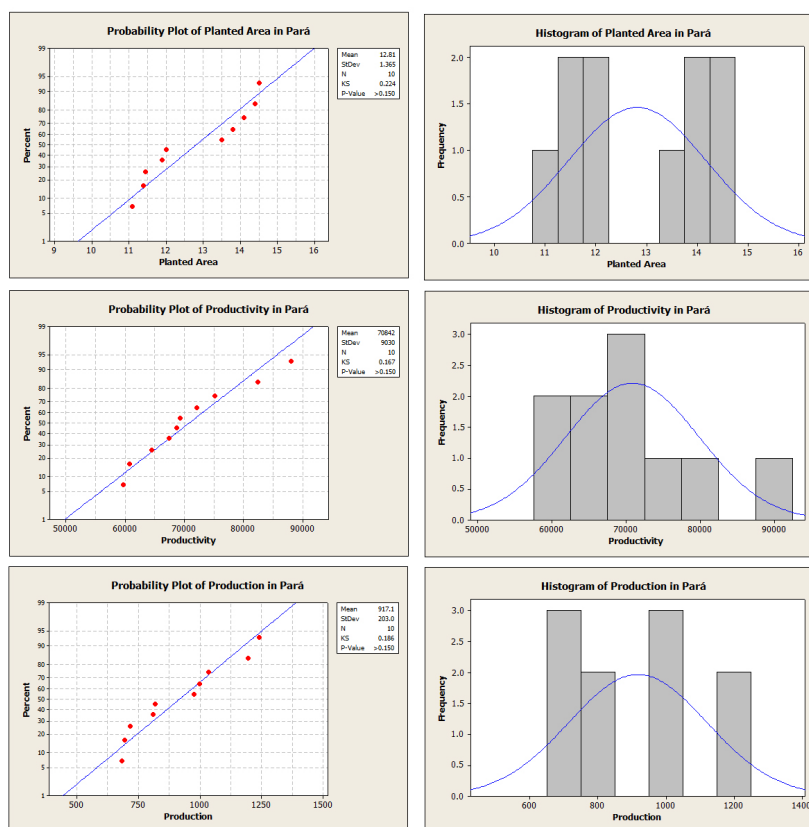 Probability Plot of Planted Area in Pará
Mean 12.81
StDev 1.365
N 10
KS 0.224
P-Value >0.150
Percent
99
95
90
80
70
60
50
40
30
20
10
5
1
9 10 11 12 13 14 15 16
Planted Area
Histogram of Planted Area in Pará
Frequency
2.0
1.5
1.0
0.5
0.0
10 11 12 13 14 15 16
Planted Area
Probability Plot of Productivity in Pará
Mean 70842
StDev 9030
N 10
KS 0.167
P-Value >0.150
Percent
99
95
90
80
70
60
50
40
30
20
10
5
1
50000 60000 70000 80000 90000
Productivity
Histogram of Productivity in Pará
Frequency
3.0
2.5
2.0
1.5
1.0
0.5
0.0
50000 60000 70000 80000 90000
Productivity
Probability Plot of Production in Pará
Mean 917.1
StDev 203.0
N 10
KS 0.186
P-Value >0.150
Percent
99
95
90
80
70
60
50
40
30
20
10
5
1
500 750 1000 1250 1500
Production
Histogram of Production in Pará
Frequency
3.0
2.5
2.0
1.5
1.0
0.5
0.0
600 800 1000 1200 1400
Production